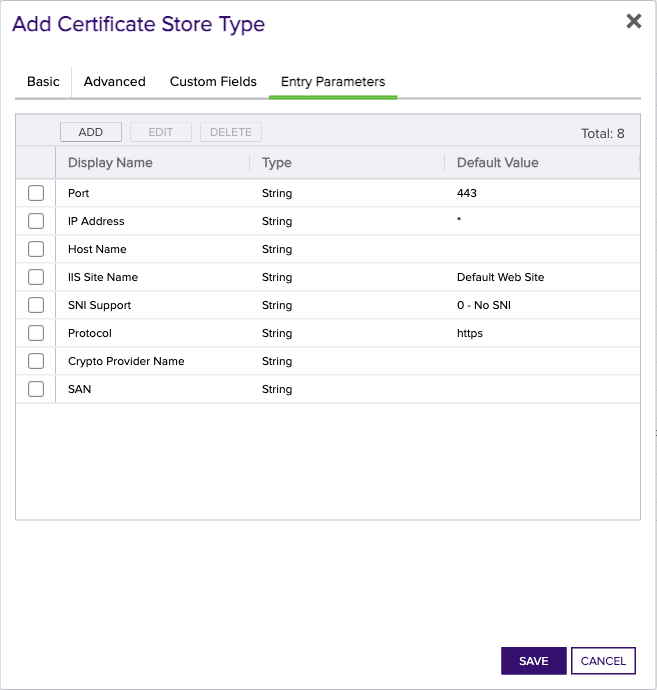 Add Certificate Store Type
Basic Advanced Custom Fields Entry Parameters
ADD EDIT DELETE Total: 8
Display Name Type Default Value
Port String 443
IP Address String *
Host Name String
IIS Site Name String Default Web Site
SNI Support String 0 - No SNI
Protocol String https
Crypto Provider Name String
SAN String
SAVE CANCEL